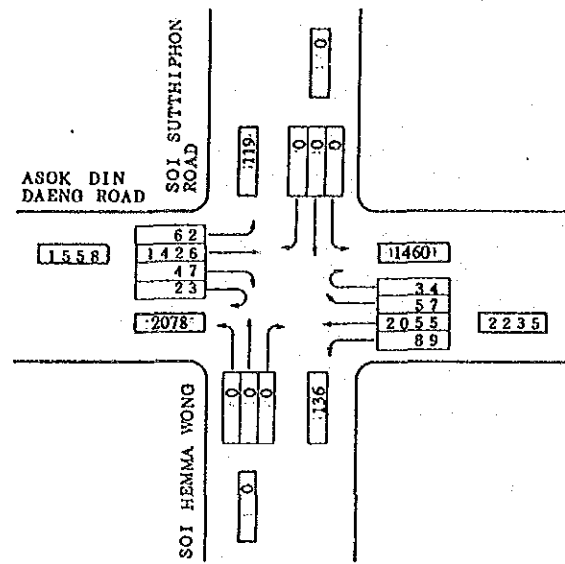 0
SOI SUTTHIPHON
ROAD
119
0 0 0
ASOK DIN
DAENG ROAD
62
1558
1426
1460
47
23
34
57
2078
2055
2235
89
0 0 0
136
SOI HEMMA WONG
0